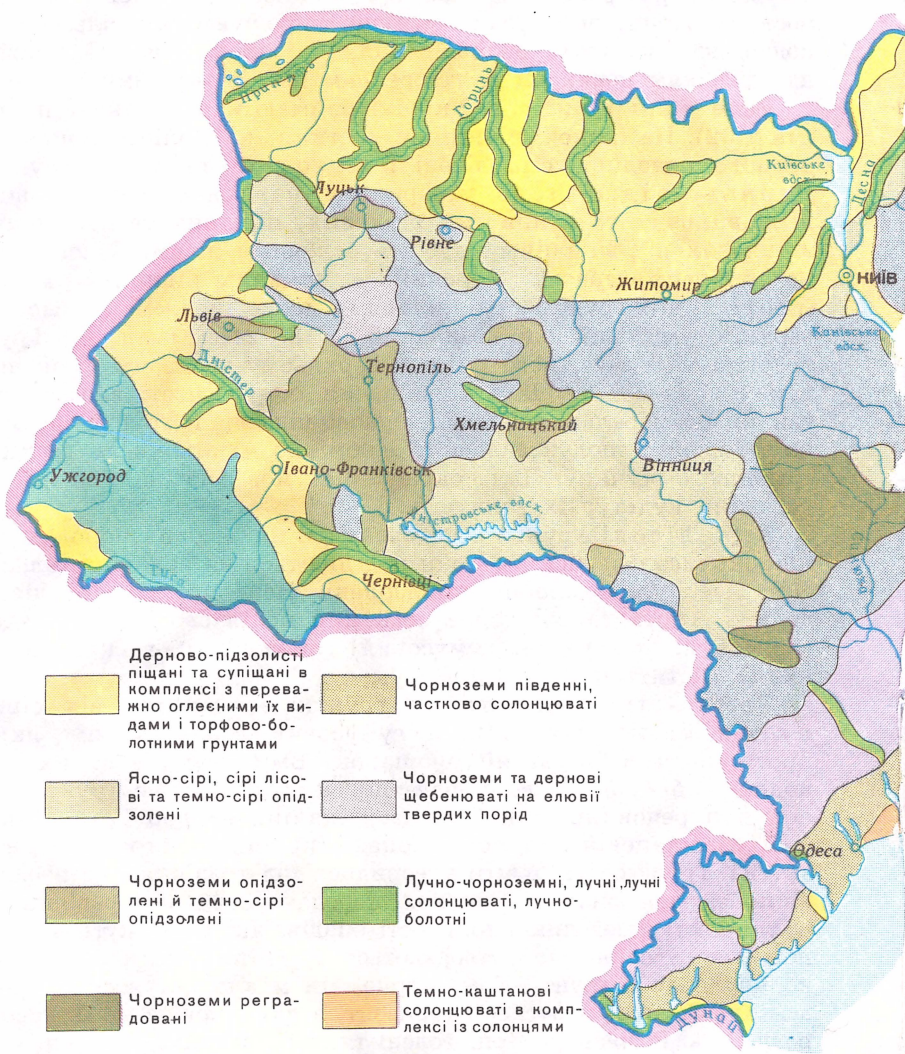 Прип'ять
Горинь
Київське
вдсх.
Десна
Луцьк
Рівне
Житомир
КИЇВ
Канівське
вдсх.
Львів
Дністер
Тернопіль
Хмельницький
Вінниця
Івано-Франківськ
Ужгород
Дністровське вдсх.
Чернівці
Тиса
Одеса
Дунай
Дерново-підзолисті
піщані та супіщані в
комплексі з перева-
жно оглеєними їх ви-
дами і торфово-бо-
лотними грунтами
Ясно-сірі, сірі лісо-
ві та темно-сірі опід-
золені
Чорноземи опідзо-
лені й темно-сірі
опідзолені
Чорноземи регра-
довані
Чорноземи південні,
частково солонцюваті
Чорноземи та дернові
щебенюваті на елювії
твердих порід
Лучно-чорноземні, лучні ,лучні
солонцюваті, лучно-
болотні
Темно-каштанові
солонцюваті в комп-
лексі із солонцями